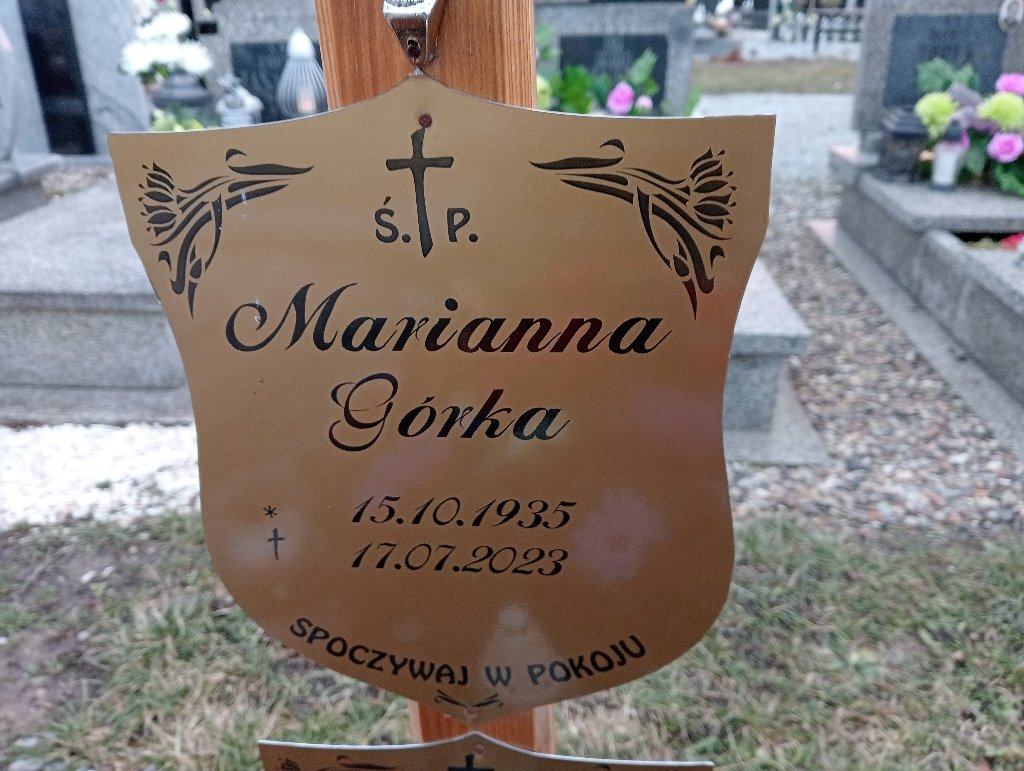 Ś. P.
Marianna
Górka
* 15.10.1935
† 17.07.2023
SPOCZYWAJ W POKOJU